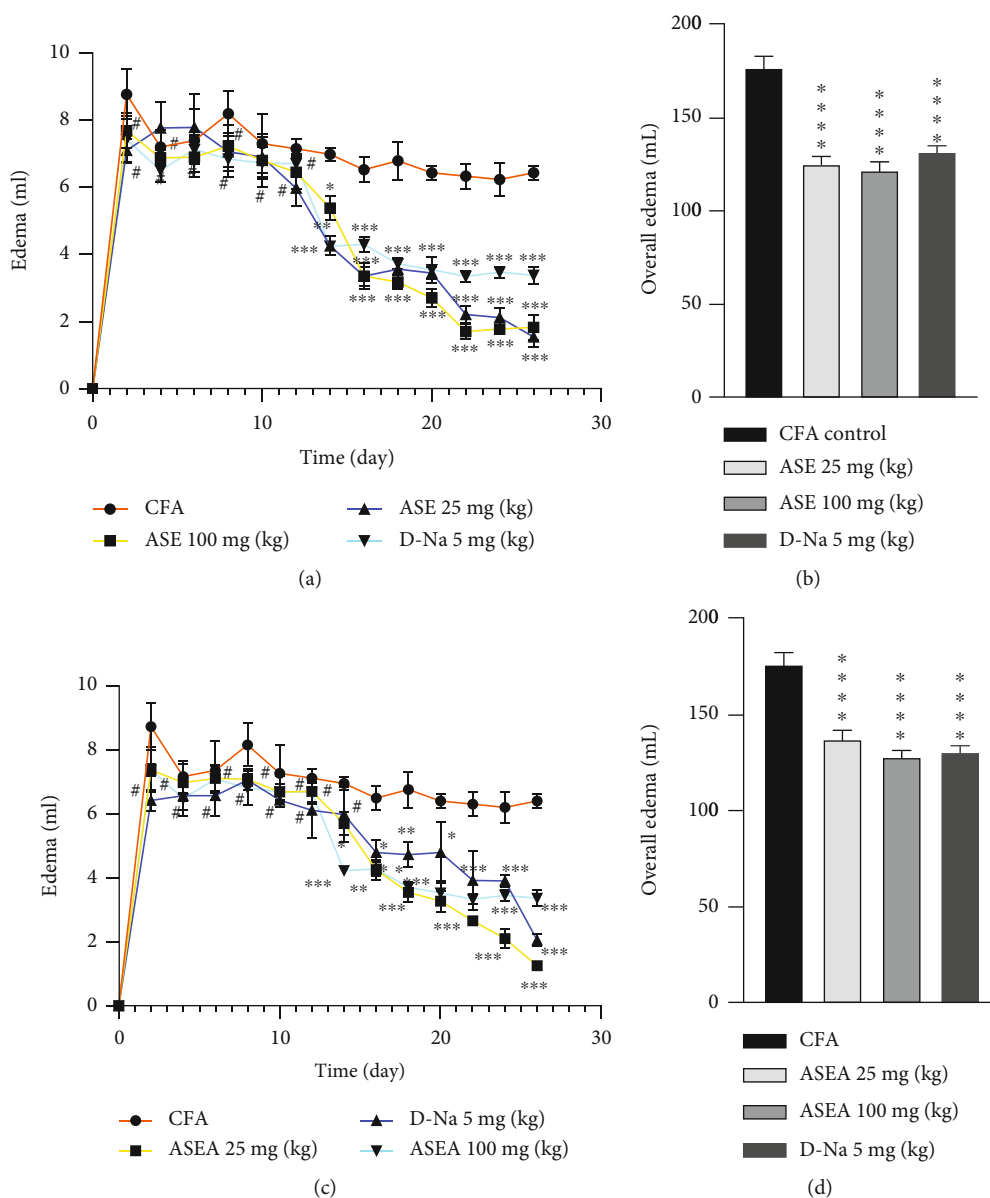 10
8
6
4
2
0
Edema (ml)
0
10
20
30
Time (day)
CFA
ASE 25 mg (kg)
ASE 100 mg (kg)
D-Na 5 mg (kg)
(a)
200
150
100
50
0
Overall edema (mL)
****
****
****
CFA control
ASE 25 mg (kg)
ASE 100 mg (kg)
D-Na 5 mg (kg)
(b)
10
8
6
4
2
0
Edema (ml)
0
10
20
30
Time (day)
CFA
D-Na 5 mg (kg)
ASEA 25 mg (kg)
ASEA 100 mg (kg)
(c)
200
150
100
50
0
Overall edema (mL)
****
****
****
CFA
ASEA 25 mg (kg)
ASEA 100 mg (kg)
D-Na 5 mg (kg)
(d)